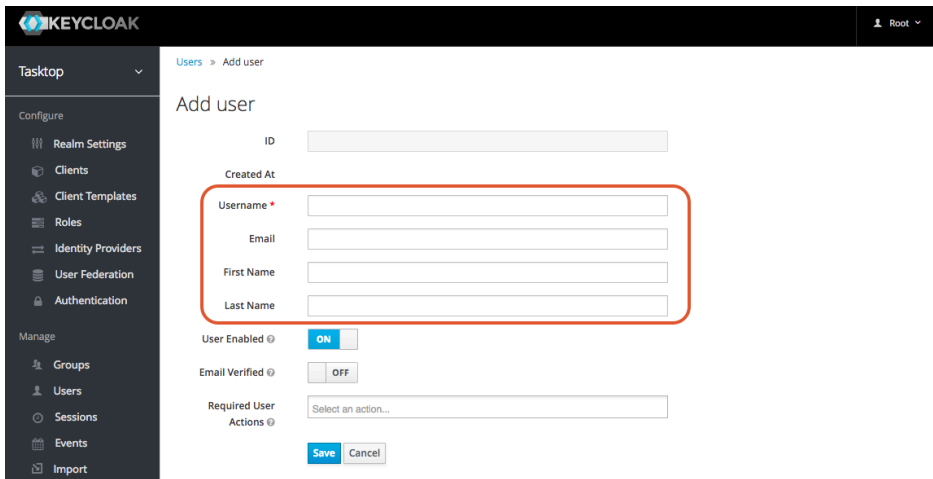 KEYCLOAK
Root
Tasktop
Users » Add user
Add user
Configure
Realm Settings
Clients
Client Templates
Roles
Identity Providers
User Federation
Authentication
Manage
Groups
Users
Sessions
Events
Import
ID
Created At
Username *
Email
First Name
Last Name
User Enabled
ON
Email Verified
OFF
Required User
Actions
Select an action...
Save Cancel